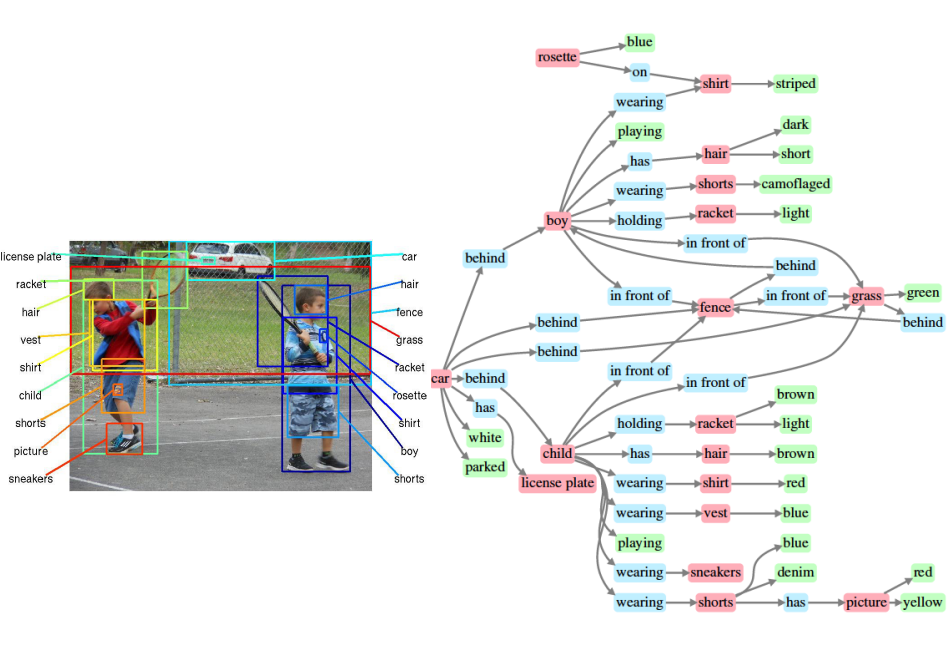 license plate
racket
hair
vest
shirt
child
shorts
picture
sneakers
car
hair
fence
grass
racket
rosette
shirt
boy
shorts
rosette
blue
on
shirt
striped
wearing
playing
has
hair
dark
short
wearing
shorts
camoflaged
boy
holding
racket
light
in front of
behind
behind
in front of
fence
in front of
grass
green
behind
behind
behind
in front of
car
behind
in front of
has
white
parked
child
license plate
holding
racket
brown
light
has
hair
brown
wearing
shirt
red
wearing
vest
blue
playing
wearing
sneakers
blue
denim
wearing
shorts
has
picture
red
yellow